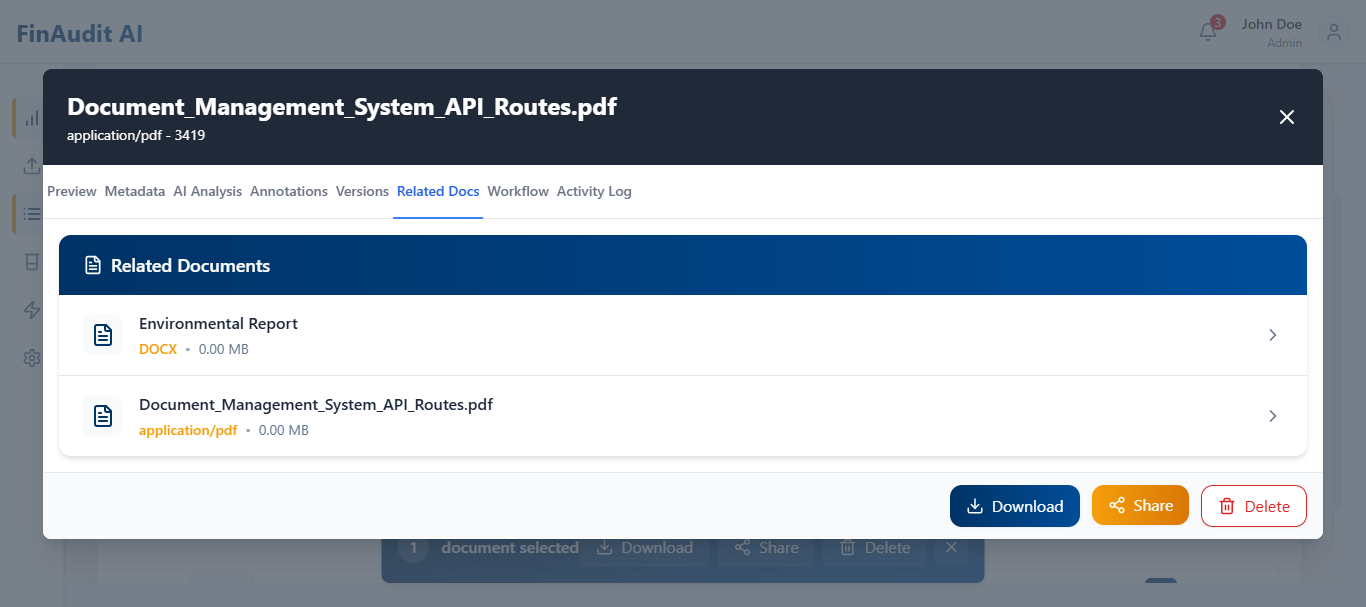 FinAudit AI
3
John Doe
Admin
Document_Management_System_API_Routes.pdf
application/pdf - 3419
Preview Metadata AI Analysis Annotations Versions Related Docs Workflow Activity Log
Related Documents
Environmental Report
DOCX • 0.00 MB
Document_Management_System_API_Routes.pdf
application/pdf • 0.00 MB
Download Share Delete
1 document selected Download Share Delete